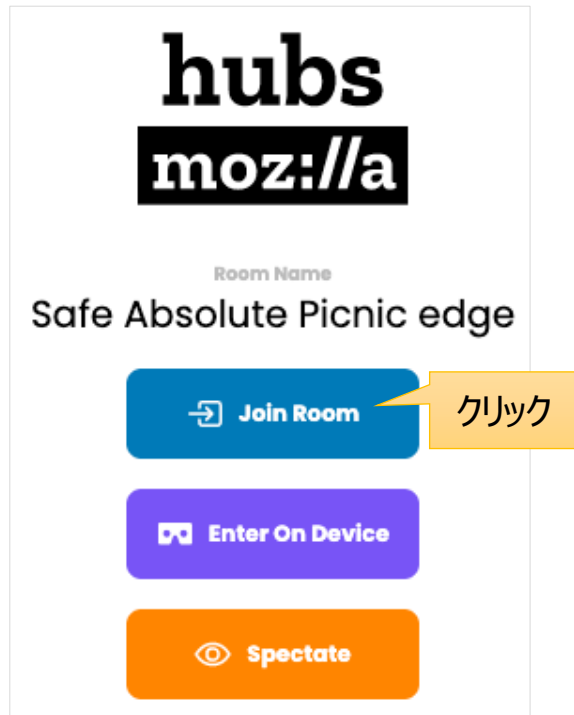 hubs
moz://a
Room Name
Safe Absolute Picnic edge
Join Room
クリック
Enter On Device
Spectate